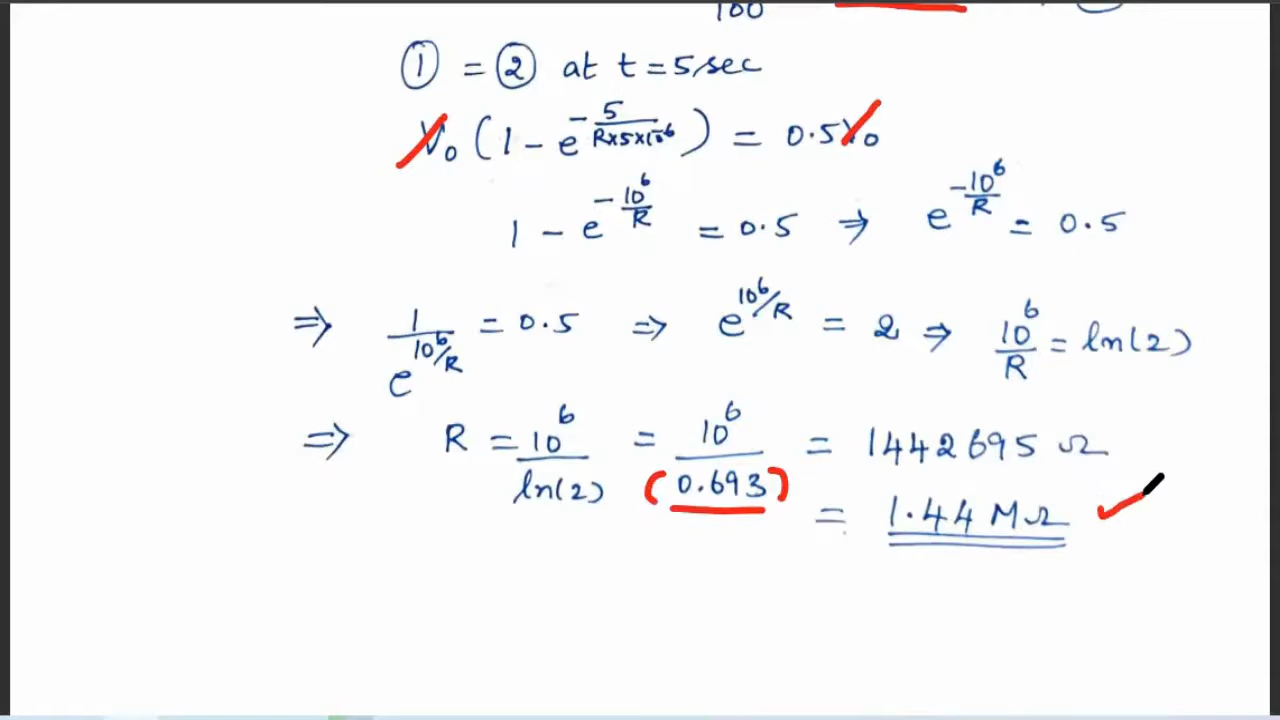 100
① = ② at t = 5 sec
V₀ (1 - e^(-5/(R×5×10⁻⁶))) = 0.5 V₀
1 - e^(-10⁶/R) = 0.5 ⇒ e^(-10⁶/R) = 0.5
⇒ 1/e^(10⁶/R) = 0.5 ⇒ e^(10⁶/R) = 2 ⇒ 10⁶/R = ln(2)
⇒ R = 10⁶/ln(2) = 10⁶/(0.693) = 1442695 Ω
= 1.44 MΩ